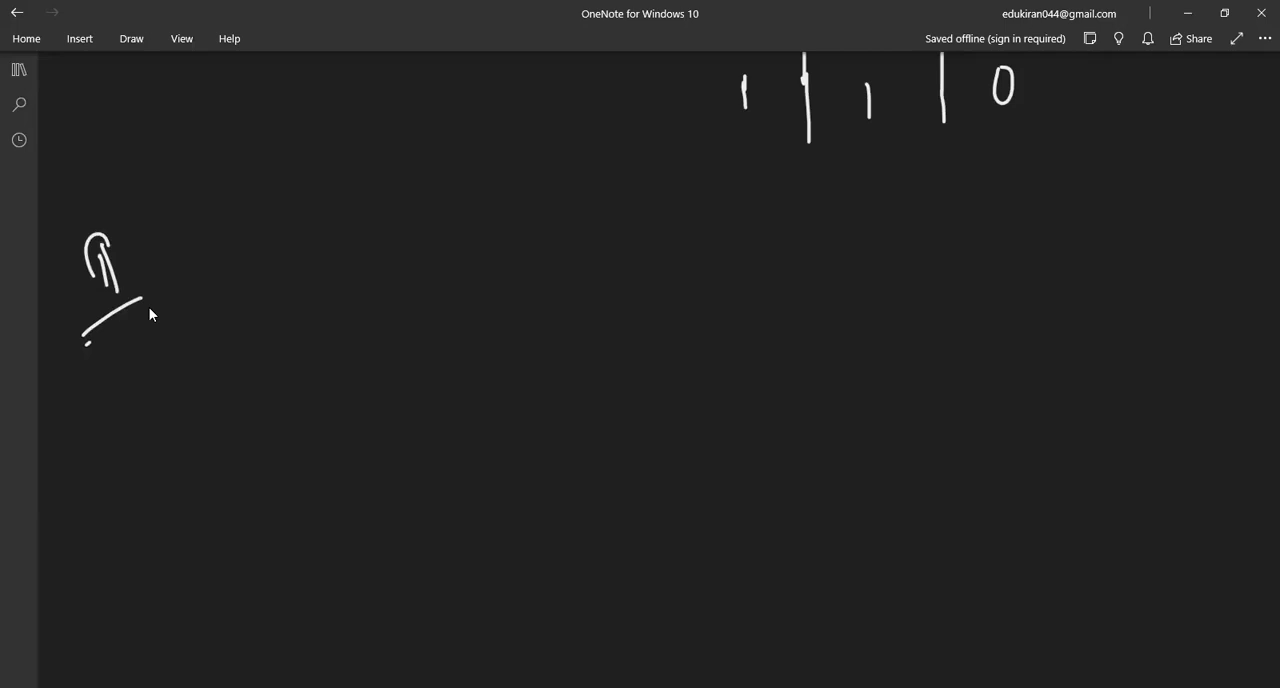 OneNote for Windows 10
edukiran044@gmail.com
Home Insert Draw View Help
Saved offline (sign in required)
Share
1 | 1 | 0